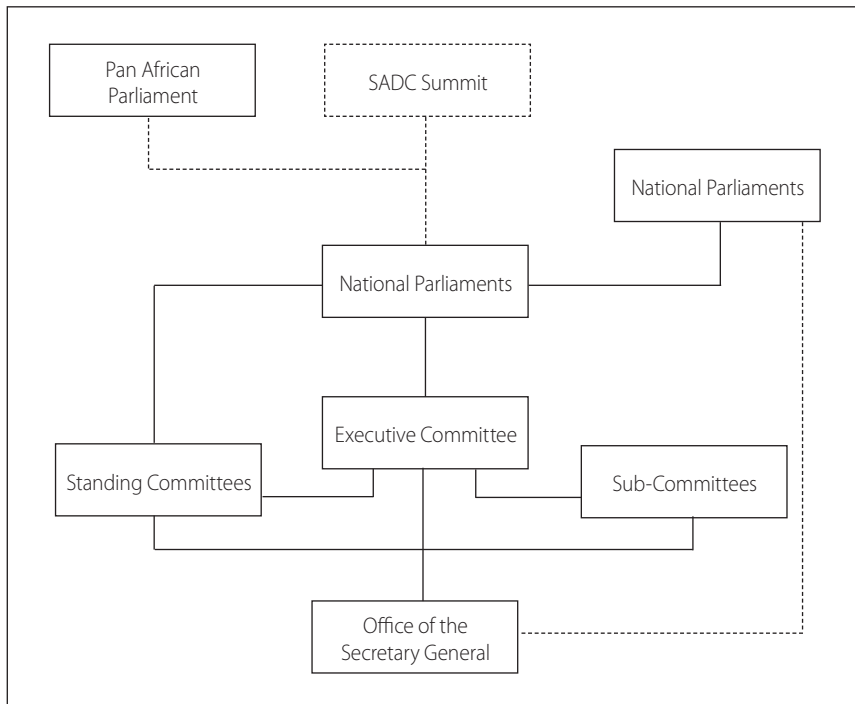 Pan African
Parliament
SADC Summit
National Parliaments
National Parliaments
Executive Committee
Standing Committees
Sub-Committees
Office of the
Secretary General